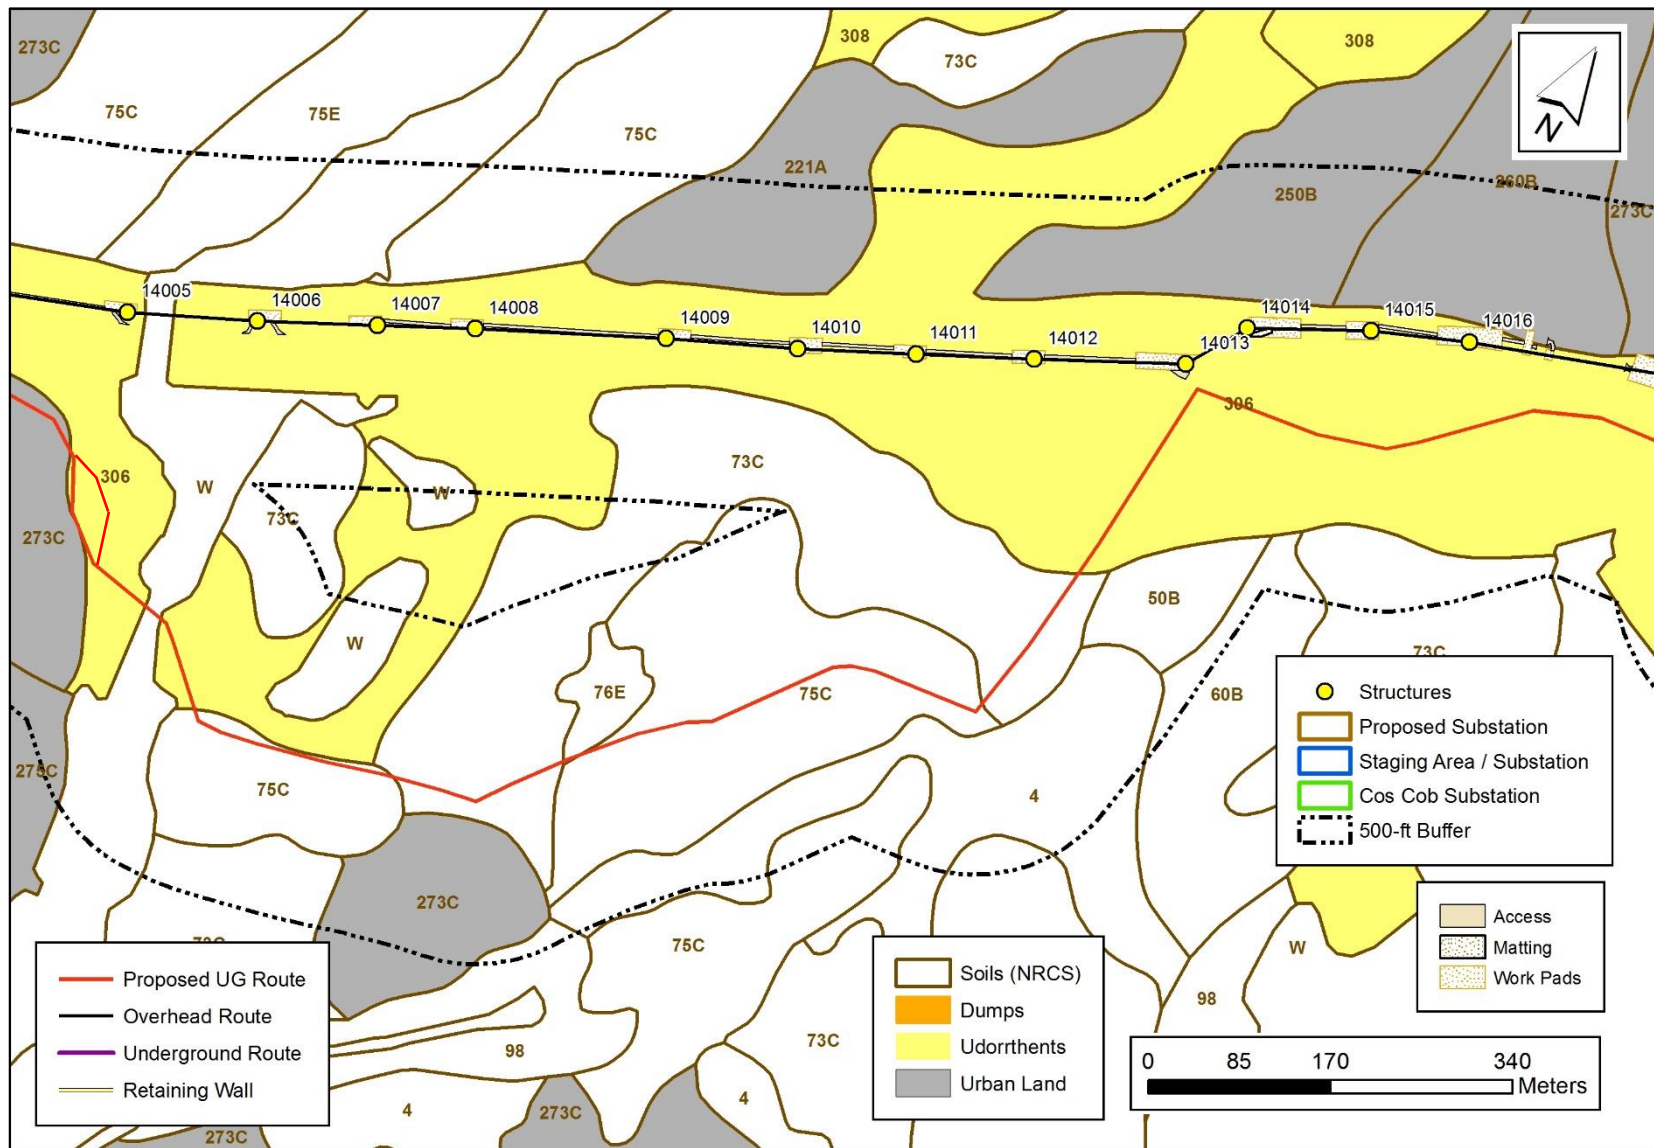 273C
308
73C
308
75C
75E
75C
221A
250B
260B
273C
N
14005
14006
14007
14008
14009
14010
14011
14012
14013
14014
14015
14016
306
73C
306
W
W
73C
273C
W
50B
73C
76E
75C
60B
275C
75C
4
273C
75C
W
98
98
73C
4
273C
4
273C
Structures
Proposed Substation
Staging Area / Substation
Cos Cob Substation
500-ft Buffer
Access
Matting
Work Pads
Proposed UG Route
Overhead Route
Underground Route
Retaining Wall
Soils (NRCS)
Dumps
Udorrthents
Urban Land
0 85 170 340
Meters